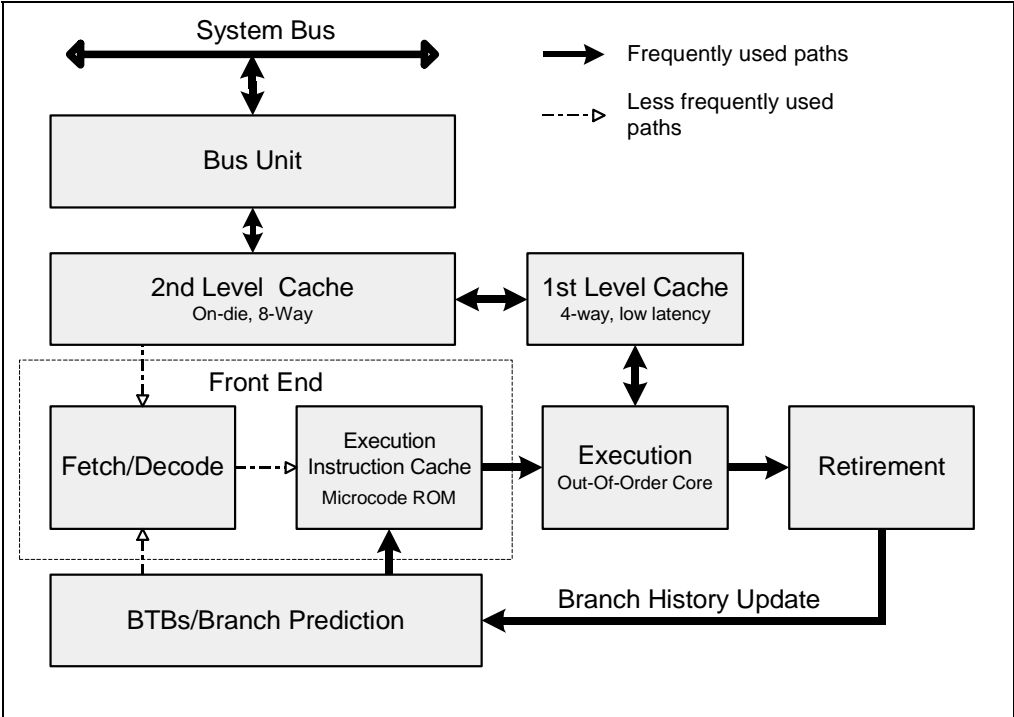 System Bus
Frequently used paths
Less frequently used
paths
Bus Unit
2nd Level Cache
On-die, 8-Way
1st Level Cache
4-way, low latency
Front End
Fetch/Decode
Execution
Instruction Cache
Microcode ROM
Execution
Out-Of-Order Core
Retirement
BTBs/Branch Prediction
Branch History Update